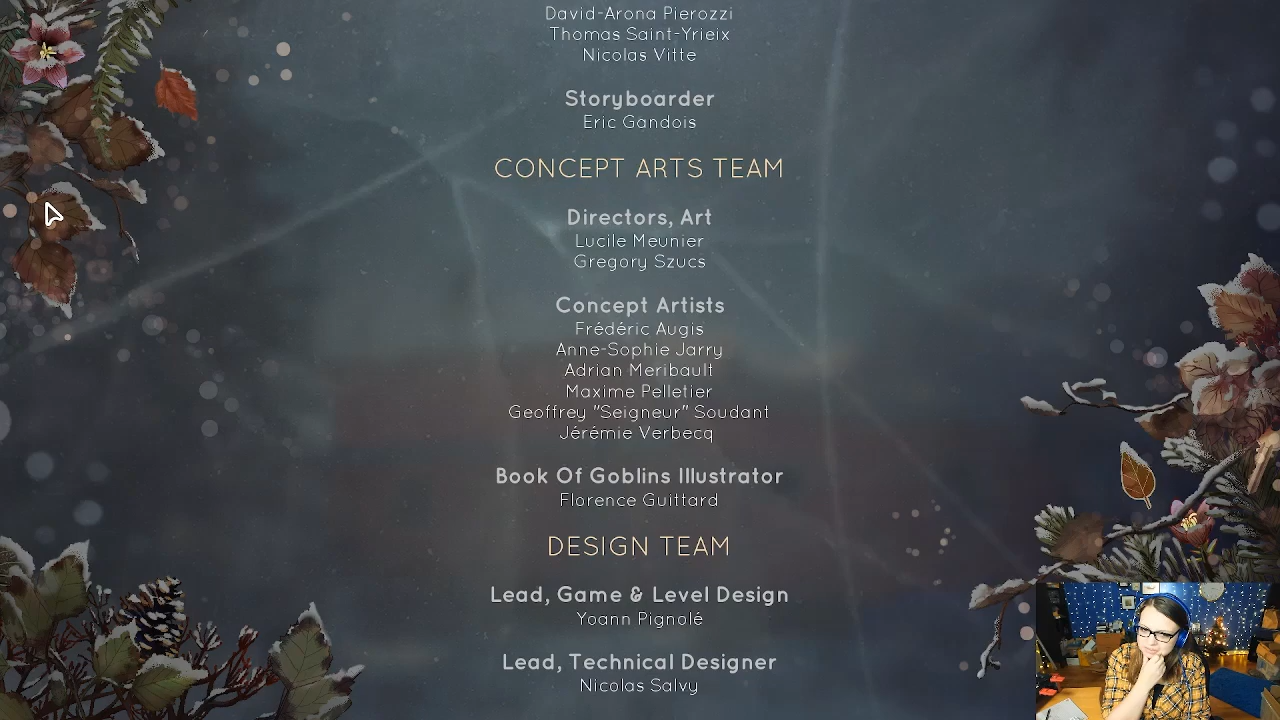 David-Arona Pierozzi
Thomas Saint-Yrieix
Nicolas Vitte
Storyboarder
Eric Gandois
CONCEPT ARTS TEAM
Directors, Art
Lucile Meunier
Gregory Szucs
Concept Artists
Frédéric Augis
Anne-Sophie Jarry
Adrian Meribault
Maxime Pelletier
Geoffrey "Seigneur" Soudant
Jérémie Verbecq
Book Of Goblins Illustrator
Florence Guittard
DESIGN TEAM
Lead, Game & Level Design
Yoann Pignolé
Lead, Technical Designer
Nicolas Salvy